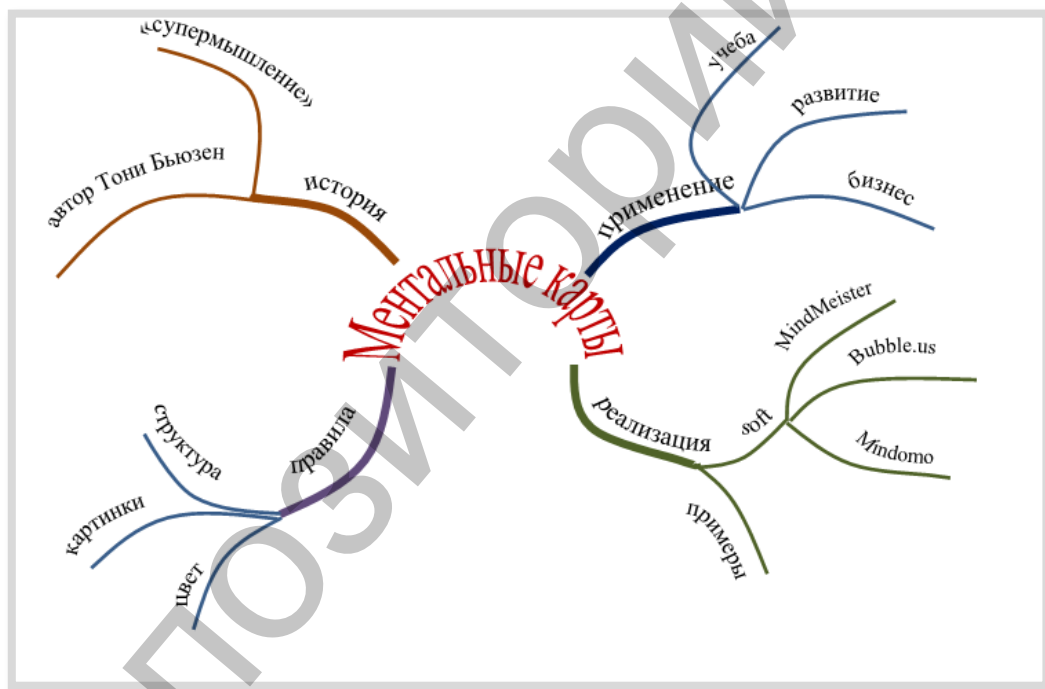 «супермышление»
автор Тони Бьюзен
история
учеба
развитие
бизнес
применение
Ментальные карты
MindMeister
Bubble.us
Mindomo
soft
реализация
примеры
правила
структура
картинки
цвет
позитори